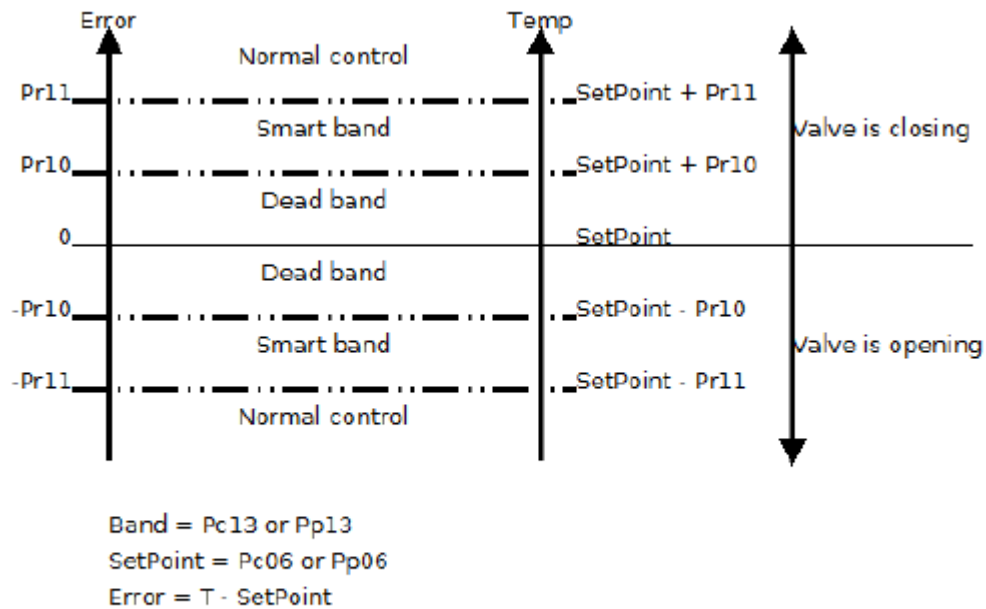 Error Temp
Normal control
Pr11 SetPoint + Pr11
Smart band Valve is closing
Pr10 SetPoint + Pr10
Dead band
0 SetPoint
Dead band
-Pr10 SetPoint - Pr10
Smart band Valve is opening
-Pr11 SetPoint - Pr11
Normal control
Band = Pc13 or Pp13
SetPoint = Pc06 or Pp06
Error = T - SetPoint